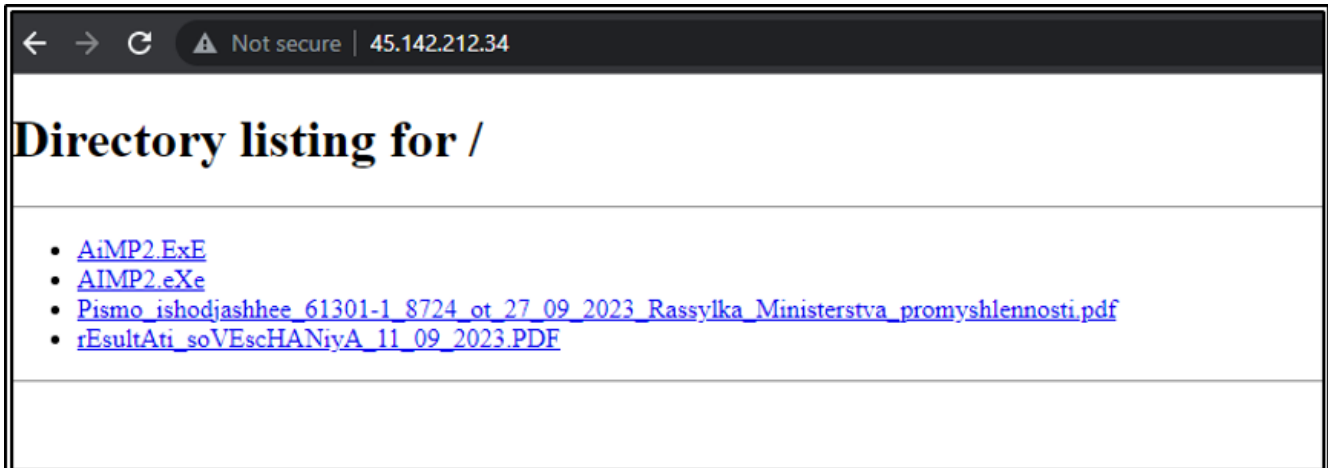 Not secure | 45.142.212.34
Directory listing for /
AiMP2.ExE
AIMP2.eXe
Pismo_ishodjashhee_61301-1_8724_ot_27_09_2023_Rassylka_Ministerstva_promyshlennosti.pdf
rEsultAti_soVEscHANiyA_11_09_2023.PDF